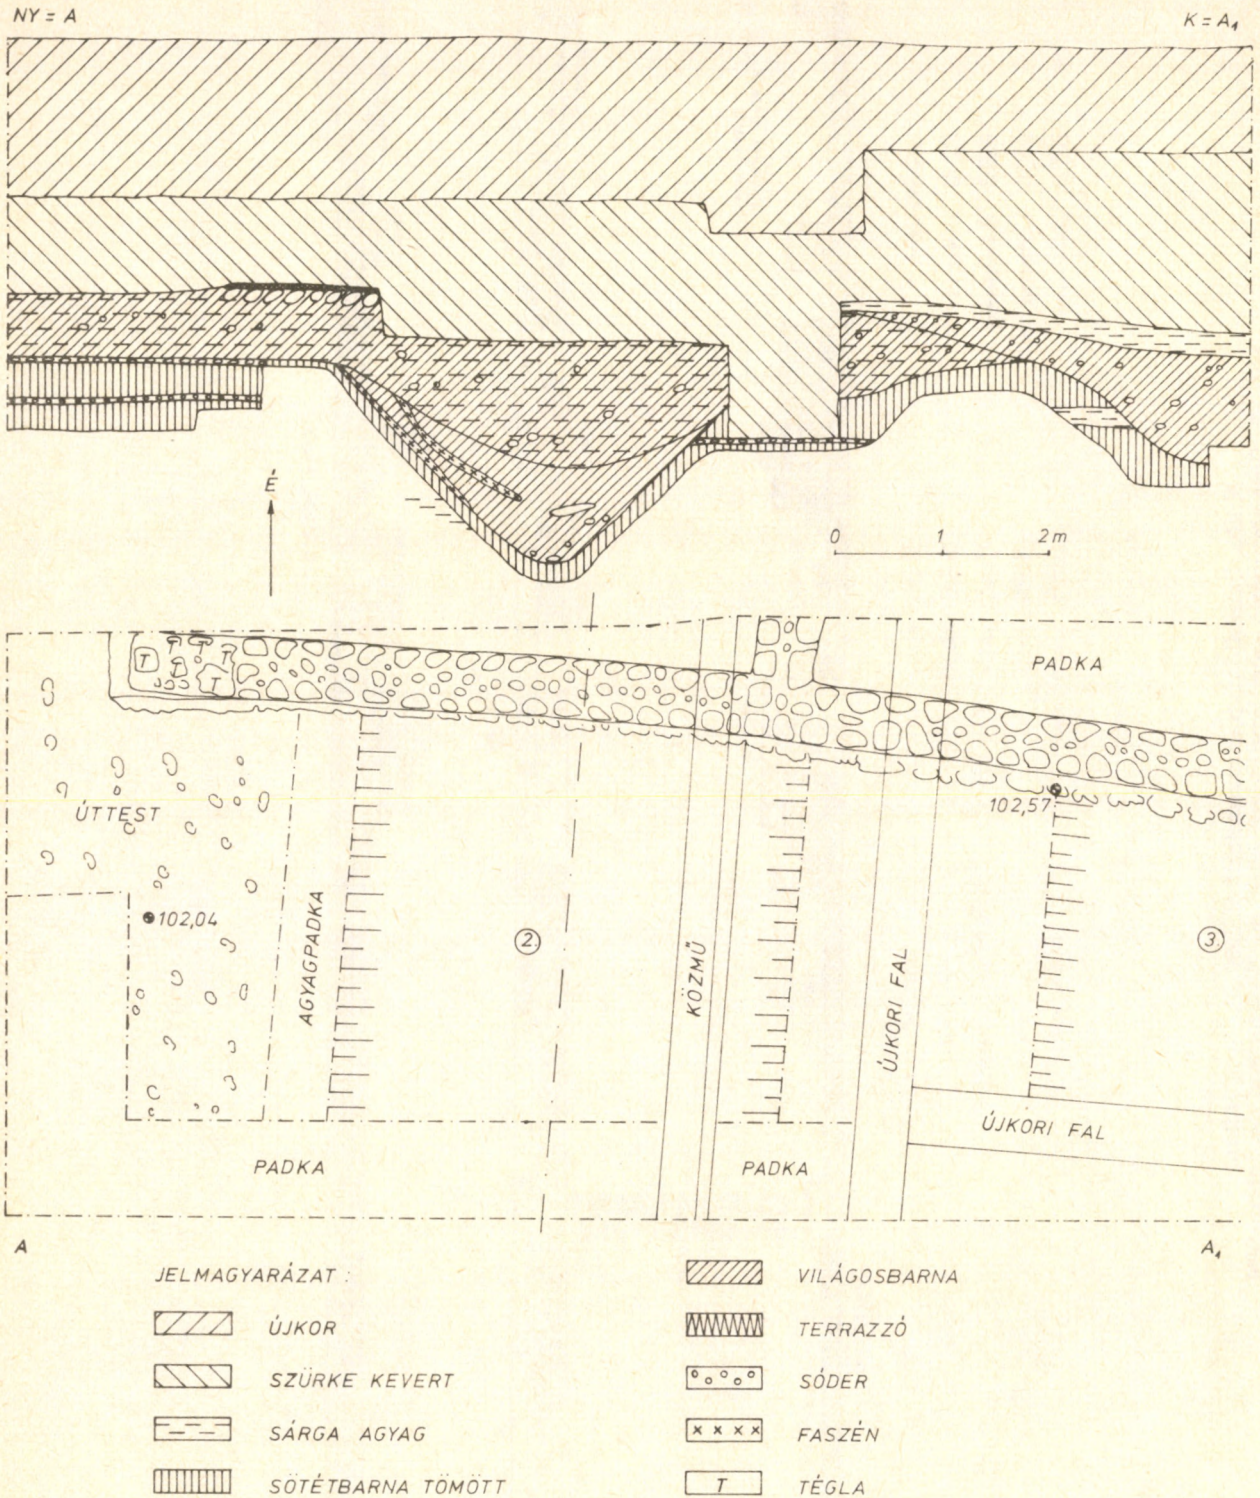 NY = A
K = A₁
É
0 1 2 m
PADKA
T T T T T
ÚTTEST
102,57
102,04
AGYAGPADKA
2.
KÖZMŰ
ÚJKORI FAL
3.
ÚJKORI FAL
PADKA
PADKA
A
A₁
JELMAGYARÁZAT :
ÚJKOR
SZÜRKE KEVERT
SÁRGA AGYAG
SÖTÉTBARNA TÖMÖTT
VILÁGOSBARNA
TERRAZZÓ
SÓDER
FASZÉN
T TÉGLA